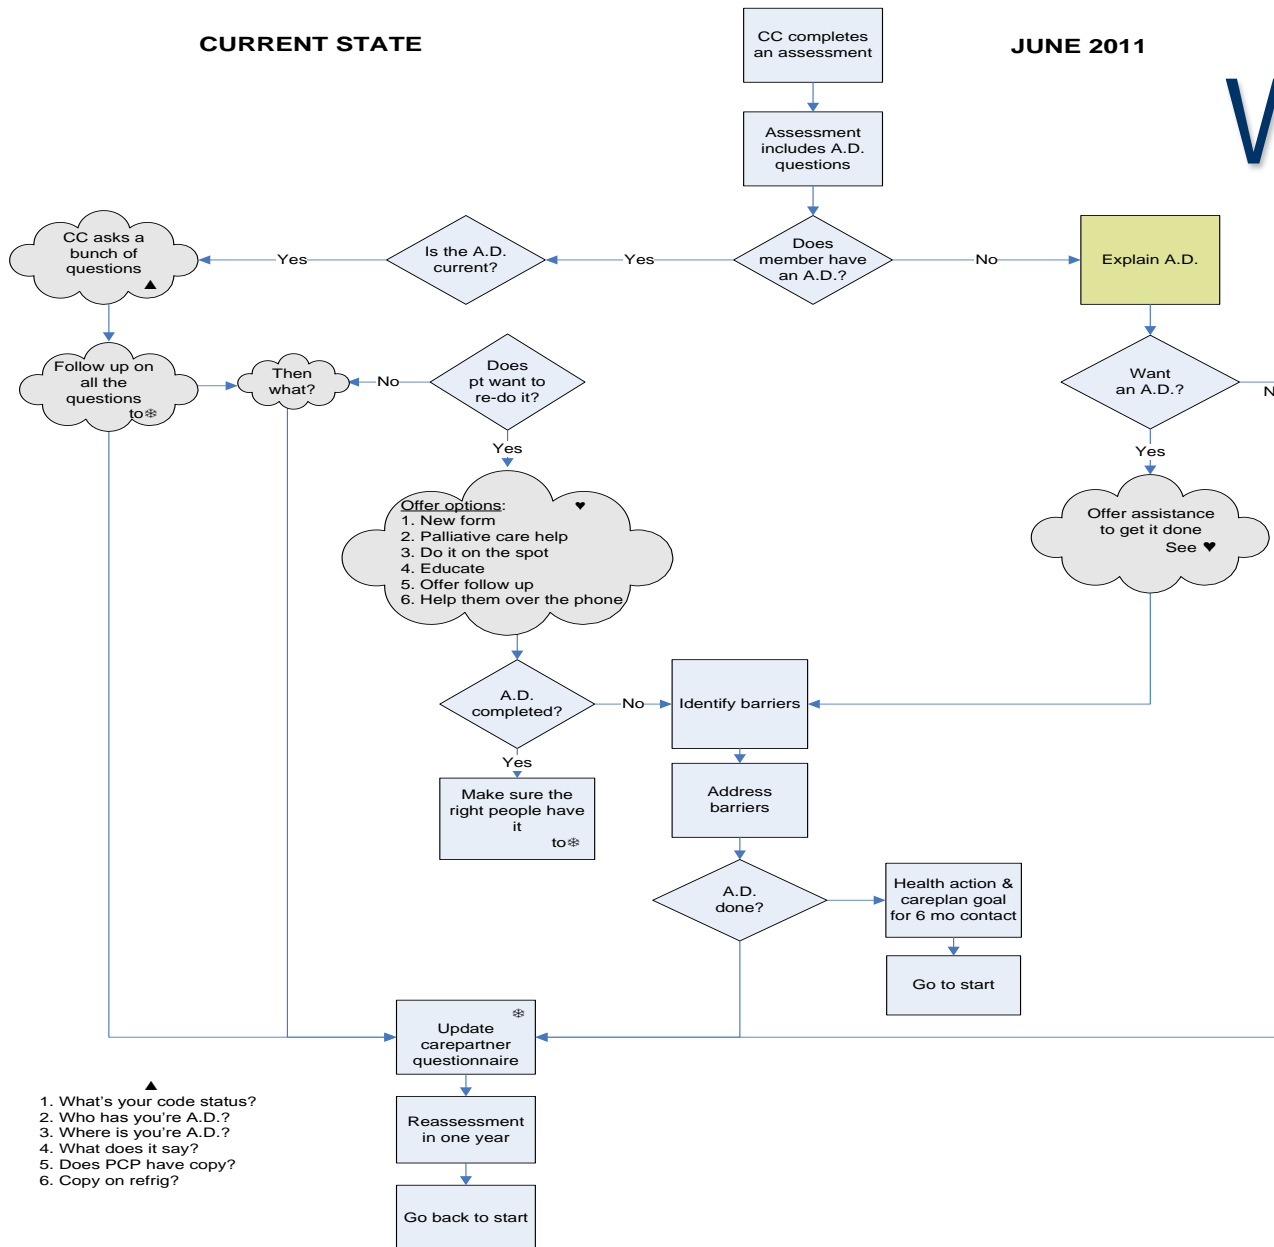 CURRENT STATE
JUNE 2011
CC completes
an assessment
Assessment
includes A.D.
questions
Does
member have
an A.D.?
Yes
No
Is the A.D.
current?
Yes
CC asks a
bunch of
questions
▲
Explain A.D.
Follow up on
all the
questions
to❄
Then
what?
No
Does
pt want to
re-do it?
Yes
Want
an A.D.?
Yes
Offer options: ♥
1. New form
2. Palliative care help
3. Do it on the spot
4. Educate
5. Offer follow up
6. Help them over the phone
Offer assistance
to get it done
See ♥
A.D.
completed?
No
Identify barriers
Yes
Make sure the
right people have
it
to❄
Address
barriers
A.D.
done?
Health action &
careplan goal
for 6 mo contact
Go to start
❄
Update
carepartner
questionnaire
Reassessment
in one year
Go back to start
▲
1. What's your code status?
2. Who has you're A.D.?
3. Where is you're A.D.?
4. What does it say?
5. Does PCP have copy?
6. Copy on refrig?